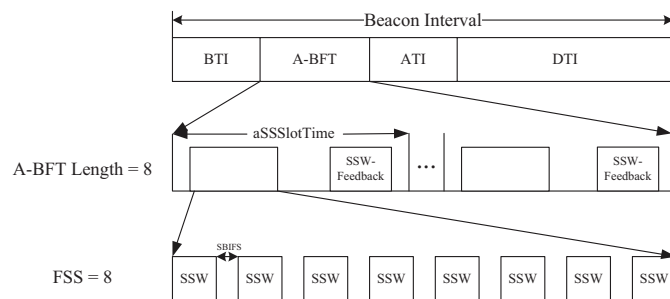 Beacon Interval
BTI A-BFT ATI DTI
aSSSlotTime
A-BFT Length = 8 SSW- Feedback ... SSW- Feedback
SBIFS
FSS = 8 SSW SSW SSW SSW SSW SSW SSW SSW